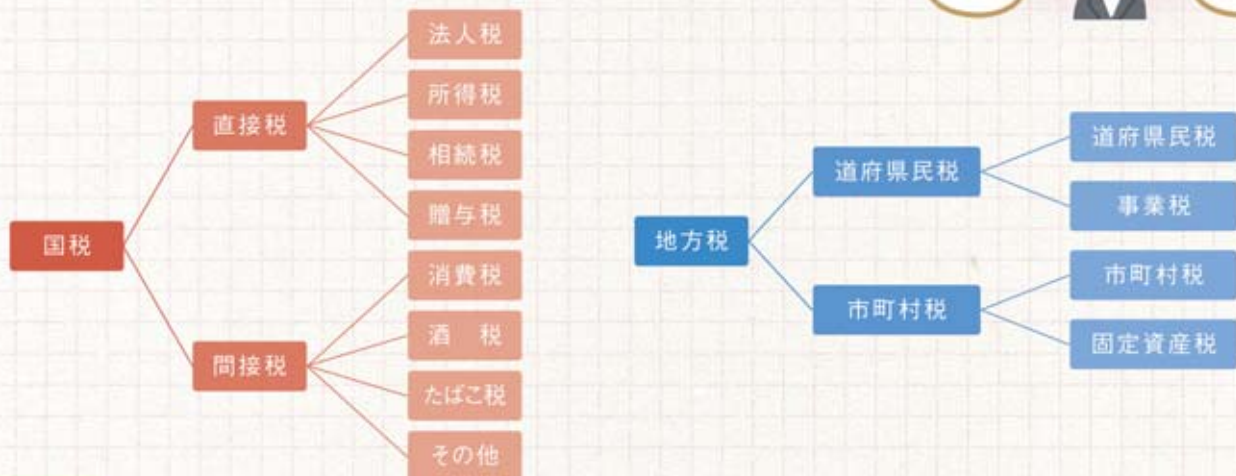 国税
直接税
法人税
所得税
相続税
贈与税
間接税
消費税
酒　税
たばこ税
その他
地方税
道府県民税
道府県民税
事業税
市町村税
市町村税
固定資産税